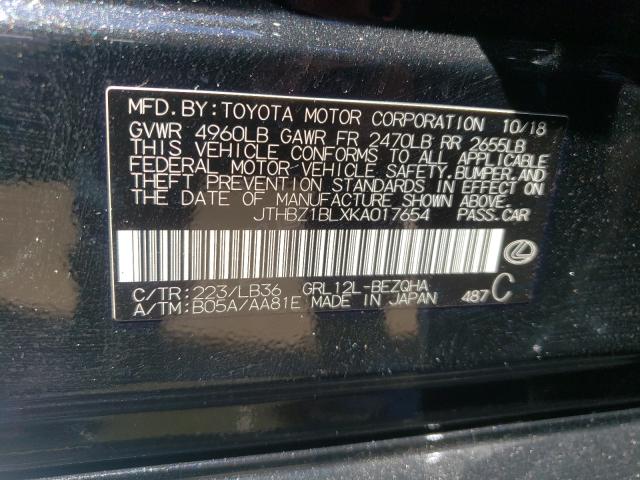 MFD. BY: TOYOTA MOTOR CORPORATION 10/18
GVWR 4960LB GAWR FR 2470LB RR 2655LB
THIS VEHICLE CONFORMS TO ALL APPLICABLE
FEDERAL MOTOR VEHICLE SAFETY, BUMPER, AND
THEFT PREVENTION STANDARDS IN EFFECT ON
THE DATE OF MANUFACTURE SHOWN ABOVE.
JTHBZ1BLXKA017654 PASS. CAR
C/TR: 223/LB36 GRL12L-BEZQHA
A/TM: B05A/AA81E MADE IN JAPAN 487 C